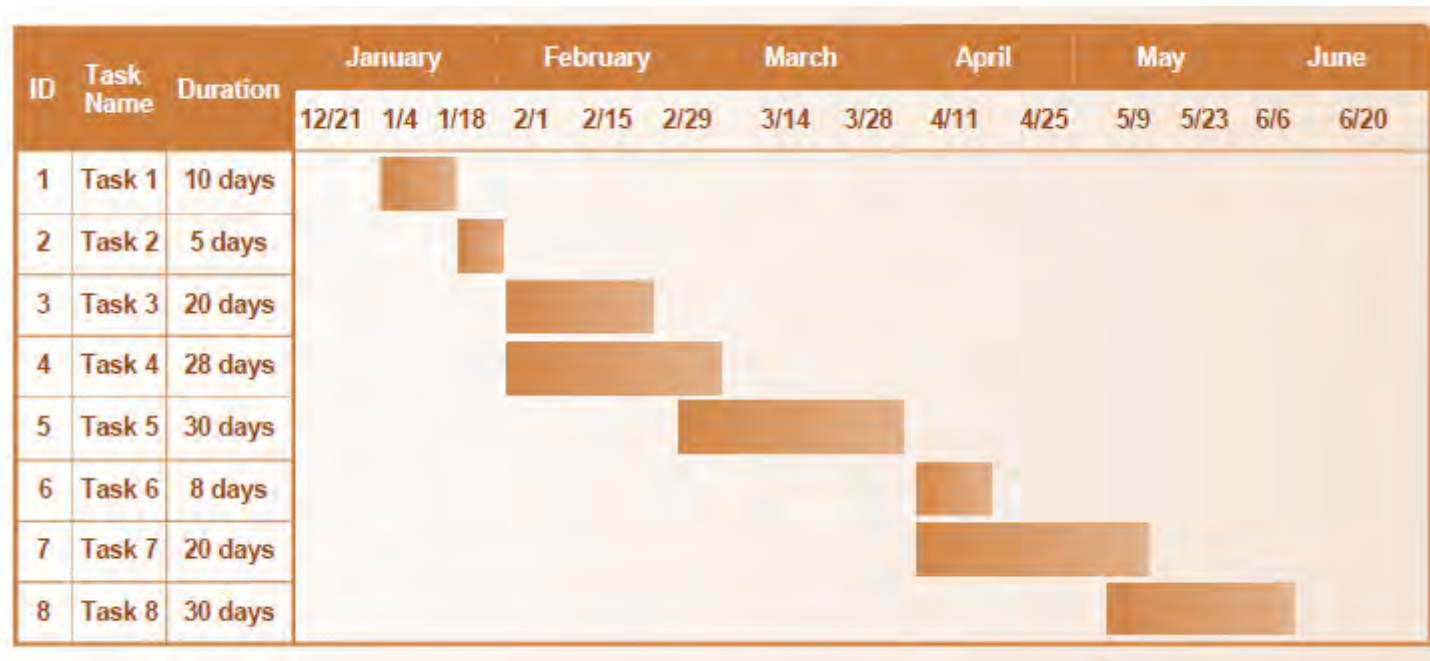 ID Task Name Duration January February March April May June
12/21 1/4 1/18 2/1 2/15 2/29 3/14 3/28 4/11 4/25 5/9 5/23 6/6 6/20
1 Task 1 10 days
2 Task 2 5 days
3 Task 3 20 days
4 Task 4 28 days
5 Task 5 30 days
6 Task 6 8 days
7 Task 7 20 days
8 Task 8 30 days